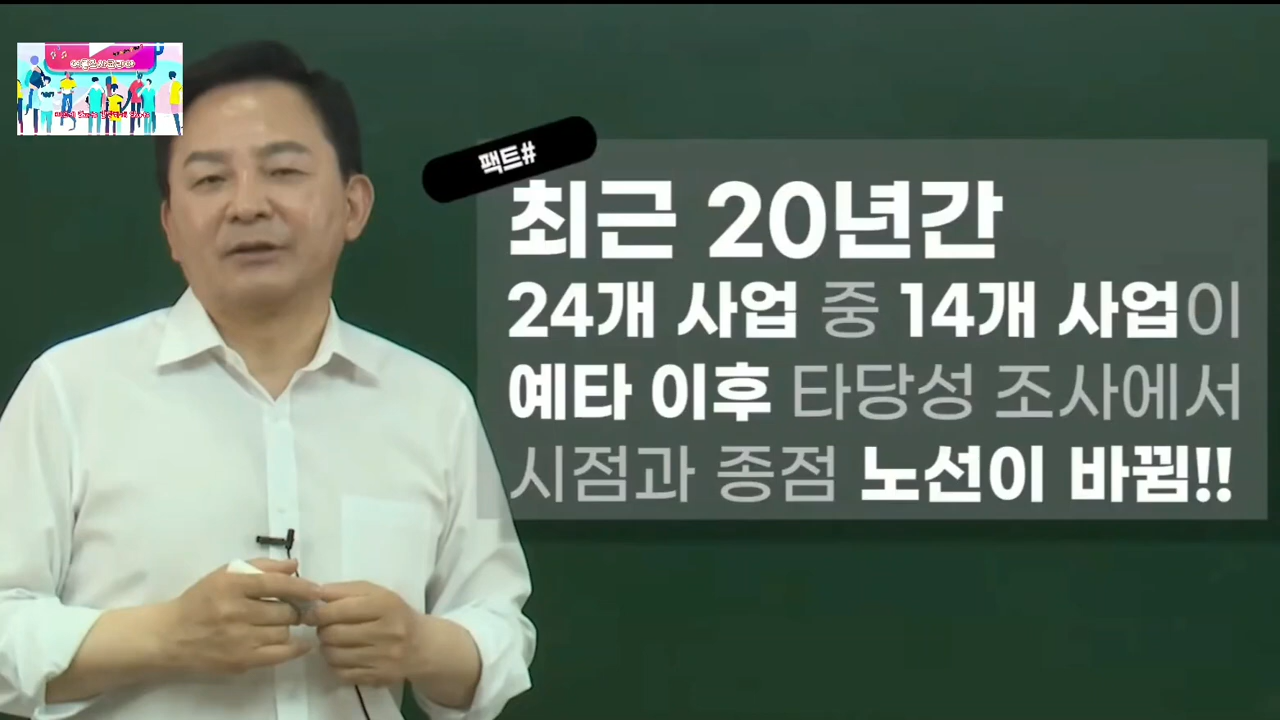 팩트#
최근 20년간
24개 사업 중 14개 사업이
예타 이후 타당성 조사에서
시점과 종점 노선이 바뀜!!